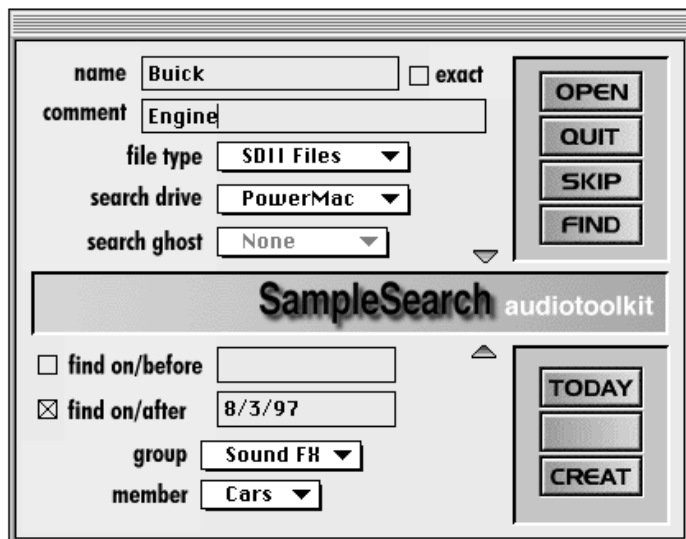 name Buick exact
comment Engine
file type SDII Files
search drive PowerMac
search ghost None
OPEN
QUIT
SKIP
FIND
SampleSearch audiotoolkit
find on/before
find on/after 8/3/97
group Sound FX
member Cars
TODAY
CREAT